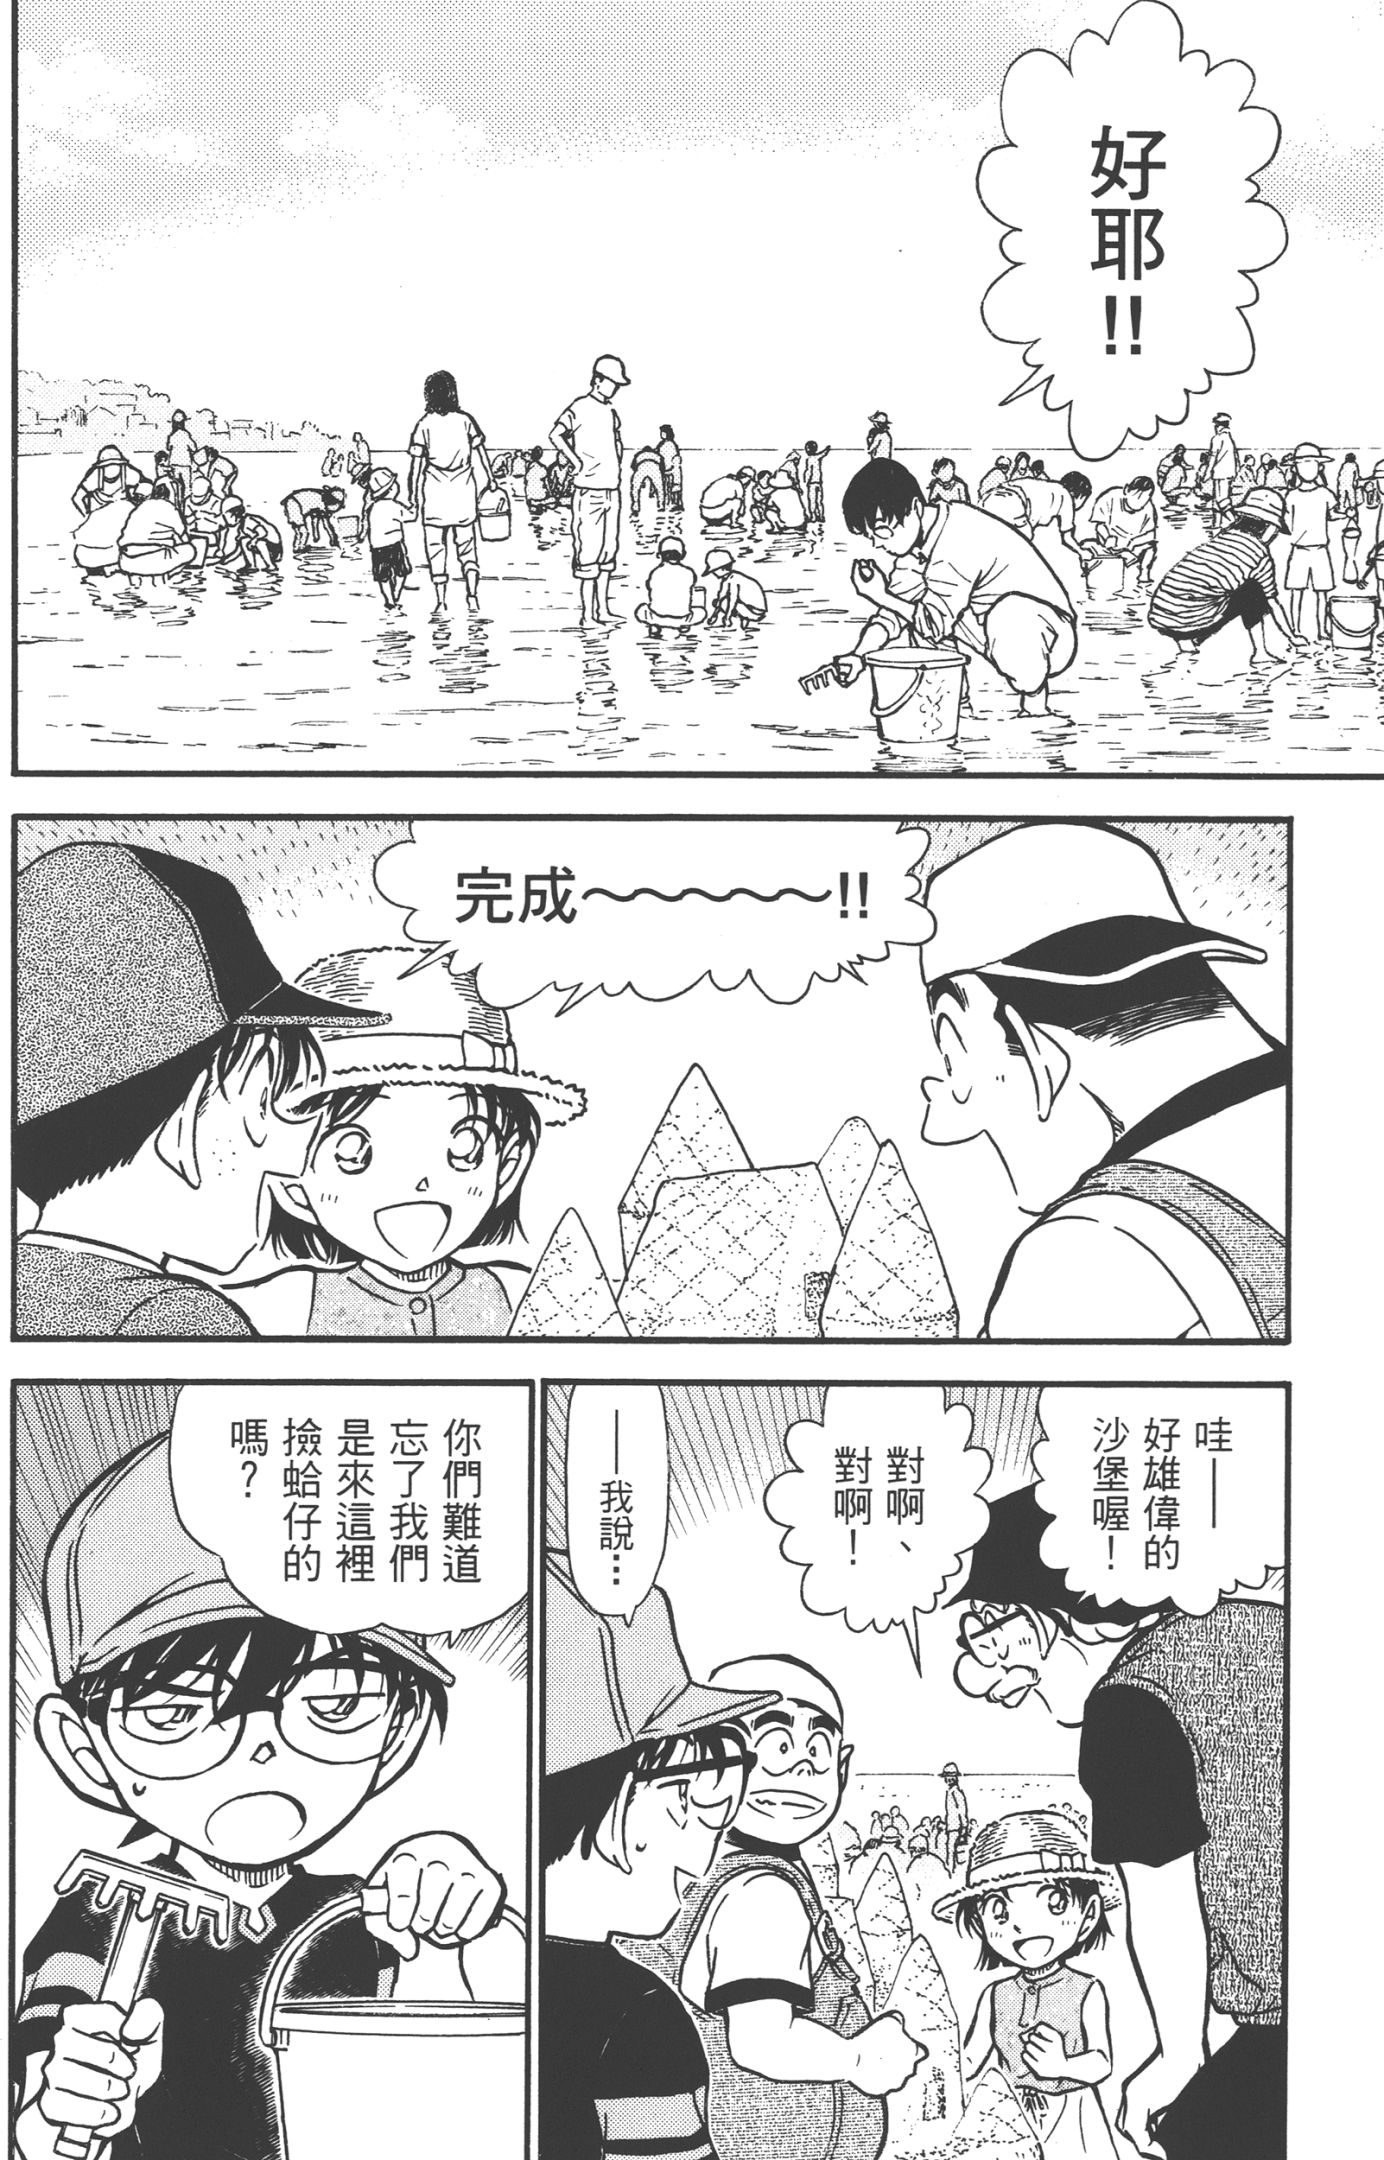 好耶!!
完成～～～～～!!
哇——
好雄偉的
沙堡喔！
對啊、
對啊！
——我說…
你們難道
忘了我們
是來這裡
撿蛤仔的
嗎？